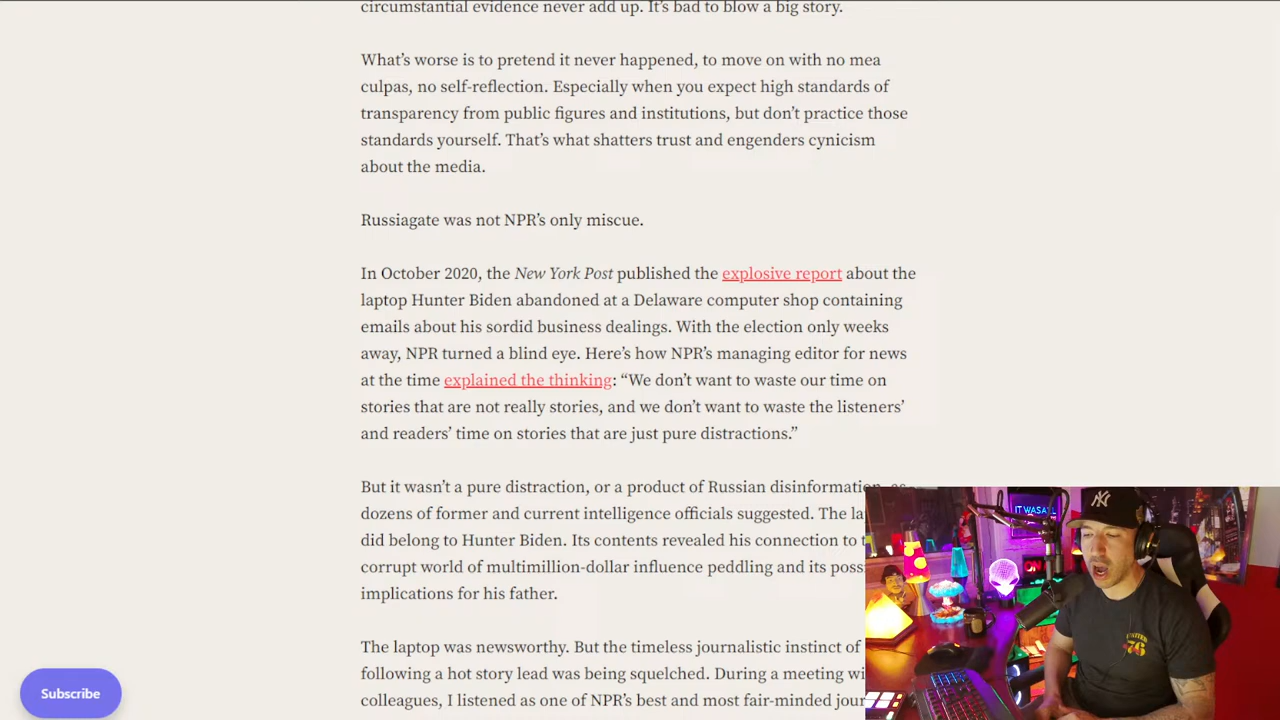 circumstantial evidence never add up. It's bad to blow a big story.
What's worse is to pretend it never happened, to move on with no mea
culpas, no self-reflection. Especially when you expect high standards of
transparency from public figures and institutions, but don't practice those
standards yourself. That's what shatters trust and engenders cynicism
about the media.
Russiagate was not NPR's only miscue.
In October 2020, the New York Post published the explosive report about the
laptop Hunter Biden abandoned at a Delaware computer shop containing
emails about his sordid business dealings. With the election only weeks
away, NPR turned a blind eye. Here's how NPR's managing editor for news
at the time explained the thinking: “We don't want to waste our time on
stories that are not really stories, and we don't want to waste the listeners'
and readers' time on stories that are just pure distractions.”
But it wasn't a pure distraction, or a product of Russian disinformation, as
dozens of former and current intelligence officials suggested. The
did belong to Hunter Biden. Its contents revealed his connection to
corrupt world of multimillion-dollar influence peddling and its
implications for his father.
The laptop was newsworthy. But the timeless journalistic instinct of
following a hot story lead was being squelched. During a meeting
colleagues, I listened as one of NPR's best and most fair-minded
Subscribe
IT WAS A
ON
NY
UNITED
76